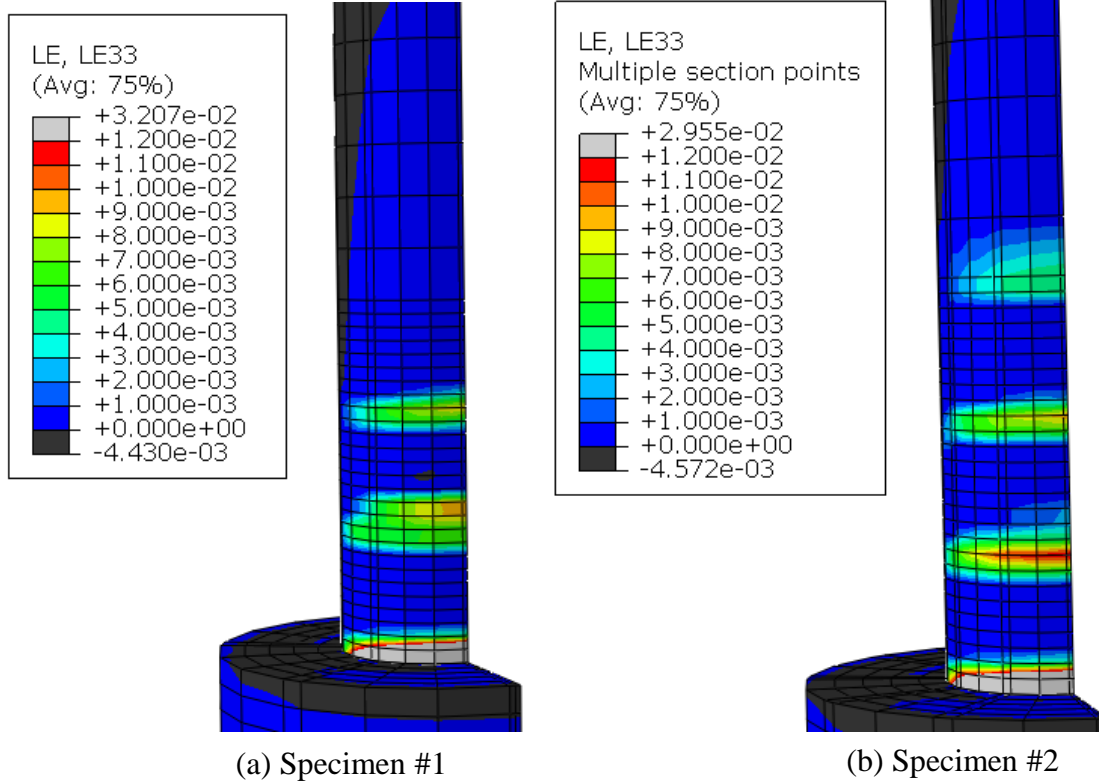 LE, LE33
(Avg: 75%)
+3.207e-02
+1.200e-02
+1.100e-02
+1.000e-02
+9.000e-03
+8.000e-03
+7.000e-03
+6.000e-03
+5.000e-03
+4.000e-03
+3.000e-03
+2.000e-03
+1.000e-03
+0.000e+00
-4.430e-03
LE, LE33
Multiple section points
(Avg: 75%)
+2.955e-02
+1.200e-02
+1.100e-02
+1.000e-02
+9.000e-03
+8.000e-03
+7.000e-03
+6.000e-03
+5.000e-03
+4.000e-03
+3.000e-03
+2.000e-03
+1.000e-03
+0.000e+00
-4.572e-03
(a) Specimen #1
(b) Specimen #2